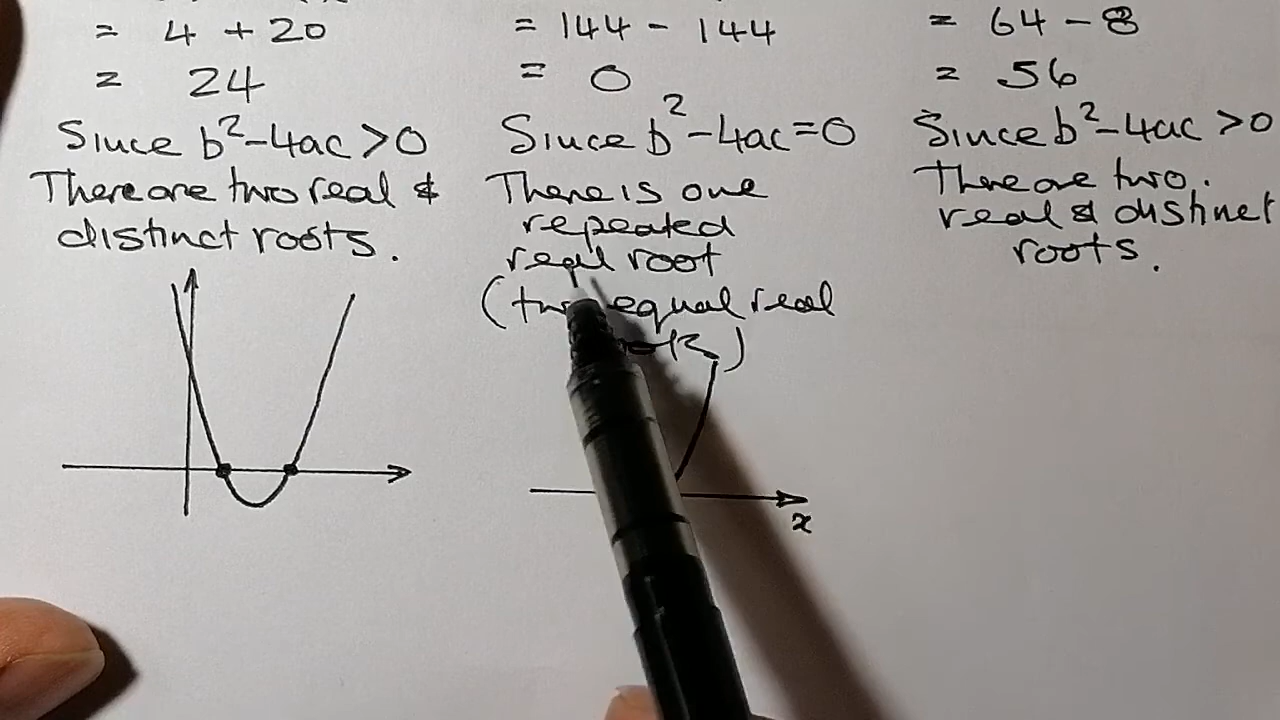 = 4 + 20
= 24
Since b²-4ac>0
There are two real &
distinct roots.
= 144 - 144
= 0
Since b²-4ac=0
There is one
repeated
real root
( equal real
)
x
= 64 - 8
= 56
Since b²-4ac>0
There are two.
real & distinct
roots.